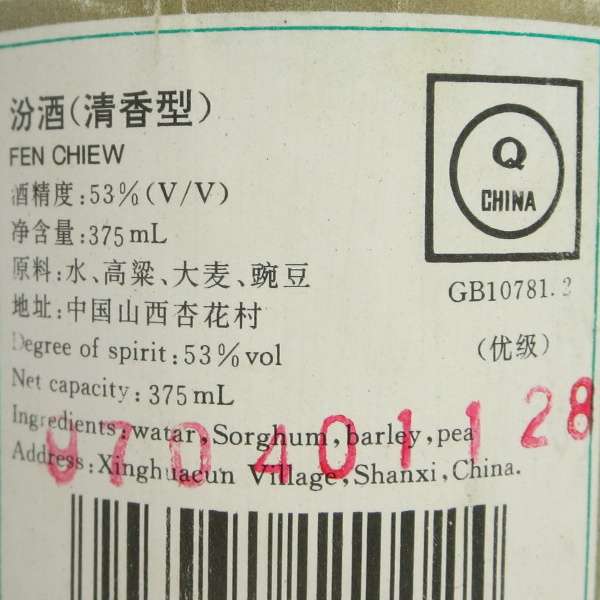 汾酒(清香型)
FEN CHIEW
酒精度:53%(V/V)
净含量:375mL
原料:水、高粱、大麦、豌豆
地址:中国山西杏花村
Degree of spirit:53%vol
Net capacity:375mL
Ingredients:watar,Sorghum,barley,pea
Address:Xinghuacun Village,Shanxi,China.
Q
CHINA
GB10781.2
(优级)
970401128